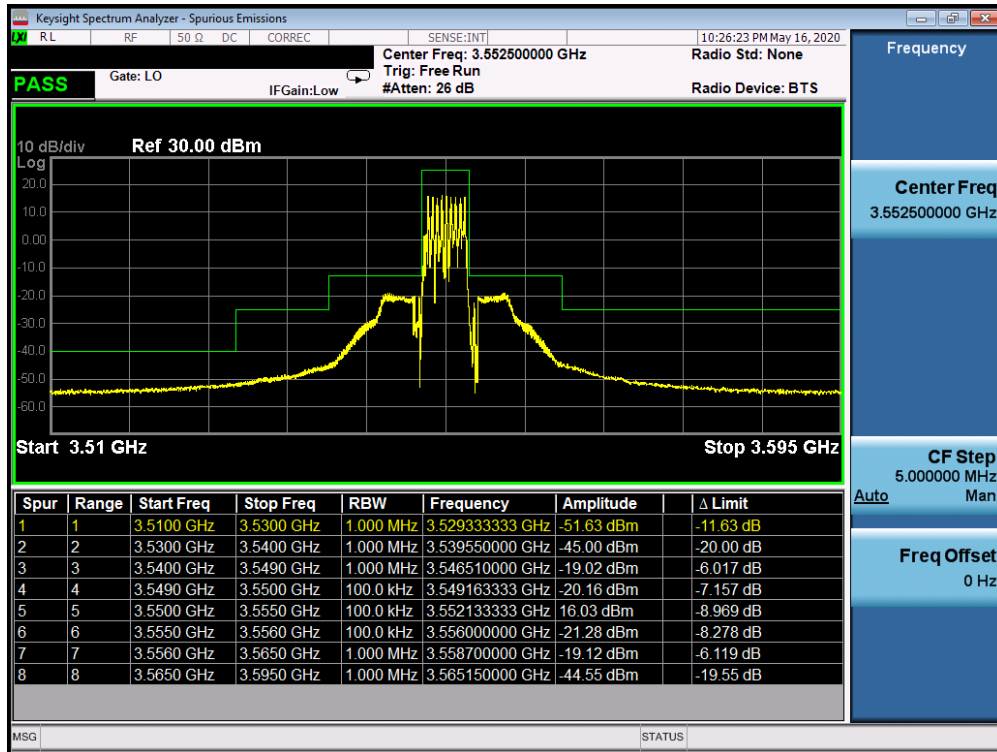 Keysight Spectrum Analyzer - Spurious Emissions
LXI RL RF 50 Ω DC CORREC SENSE:INT 10:26:23 PM May 16, 2020
Center Freq: 3.552500000 GHz Radio Std: None
PASS Gate: LO Trig: Free Run
IFGain:Low #Atten: 26 dB Radio Device: BTS
10 dB/div Ref 30.00 dBm
Log
20.0
10.0
0.00
-10.0
-20.0
-30.0
-40.0
-50.0
-60.0
Start 3.51 GHz Stop 3.595 GHz
Spur Range Start Freq Stop Freq RBW Frequency Amplitude Δ Limit
1 1 3.5100 GHz 3.5300 GHz 1.000 MHz 3.529333333 GHz -51.63 dBm -11.63 dB
2 2 3.5300 GHz 3.5400 GHz 1.000 MHz 3.539550000 GHz -45.00 dBm -20.00 dB
3 3 3.5400 GHz 3.5490 GHz 1.000 MHz 3.546510000 GHz -19.02 dBm -6.017 dB
4 4 3.5490 GHz 3.5500 GHz 100.0 kHz 3.549163333 GHz -20.16 dBm -7.157 dB
5 5 3.5500 GHz 3.5550 GHz 100.0 kHz 3.552133333 GHz 16.03 dBm -8.969 dB
6 6 3.5550 GHz 3.5560 GHz 100.0 kHz 3.556000000 GHz -21.28 dBm -8.278 dB
7 7 3.5560 GHz 3.5650 GHz 1.000 MHz 3.558700000 GHz -19.12 dBm -6.119 dB
8 8 3.5650 GHz 3.5950 GHz 1.000 MHz 3.565150000 GHz -44.55 dBm -19.55 dB
MSG STATUS
Frequency
Center Freq
3.552500000 GHz
CF Step
5.000000 MHz
Auto Man
Freq Offset
0 Hz